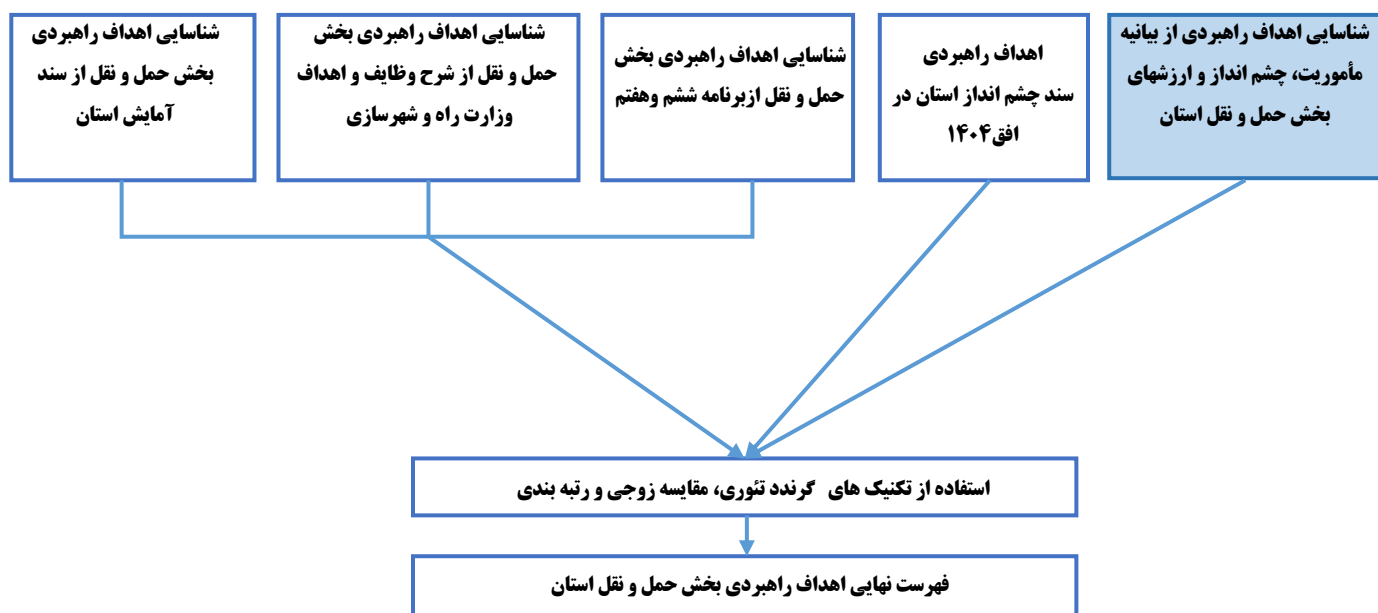 شناسایی اهداف راهبردی از بیانیه
مأموریت، چشم انداز و ارزشهای
بخش حمل و نقل استان
اهداف راهبردی
سند چشم انداز استان در
افق۱۴۰۴
شناسایی اهداف راهبردی بخش
حمل و نقل ازبرنامه ششم وهفتم
شناسایی اهداف راهبردی بخش
حمل و نقل از شرح وظایف و اهداف
وزارت راه و شهرسازی
شناسایی اهداف راهبردی
بخش حمل و نقل از سند
آمایش استان
استفاده از تکنیک های گرندد تئوری، مقایسه زوجی و رتبه بندی
فهرست نهایی اهداف راهبردی بخش حمل و نقل استان